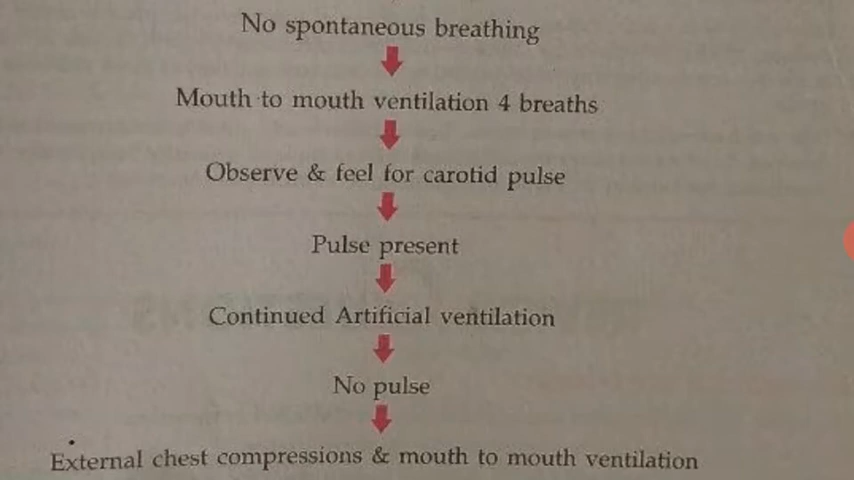 No spontaneous breathing
Mouth to mouth ventilation 4 breaths
Observe & feel for carotid pulse
Pulse present
Continued Artificial ventilation
No pulse
External chest compressions & mouth to mouth ventilation